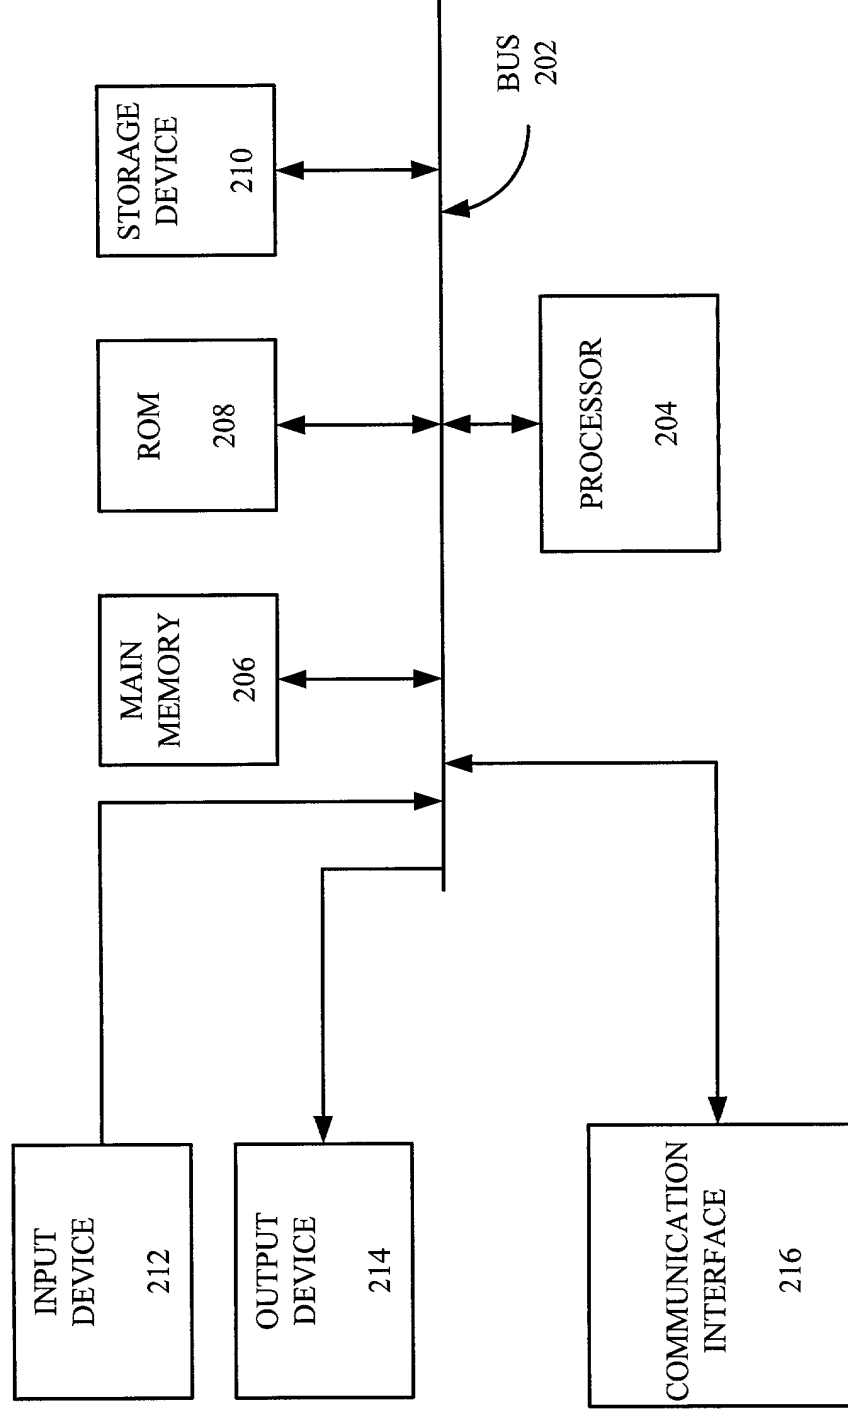 INPUT
DEVICE
212
OUTPUT
DEVICE
214
COMMUNICATION
INTERFACE
216
MAIN
MEMORY
206
ROM
208
STORAGE
DEVICE
210
PROCESSOR
204
BUS
202